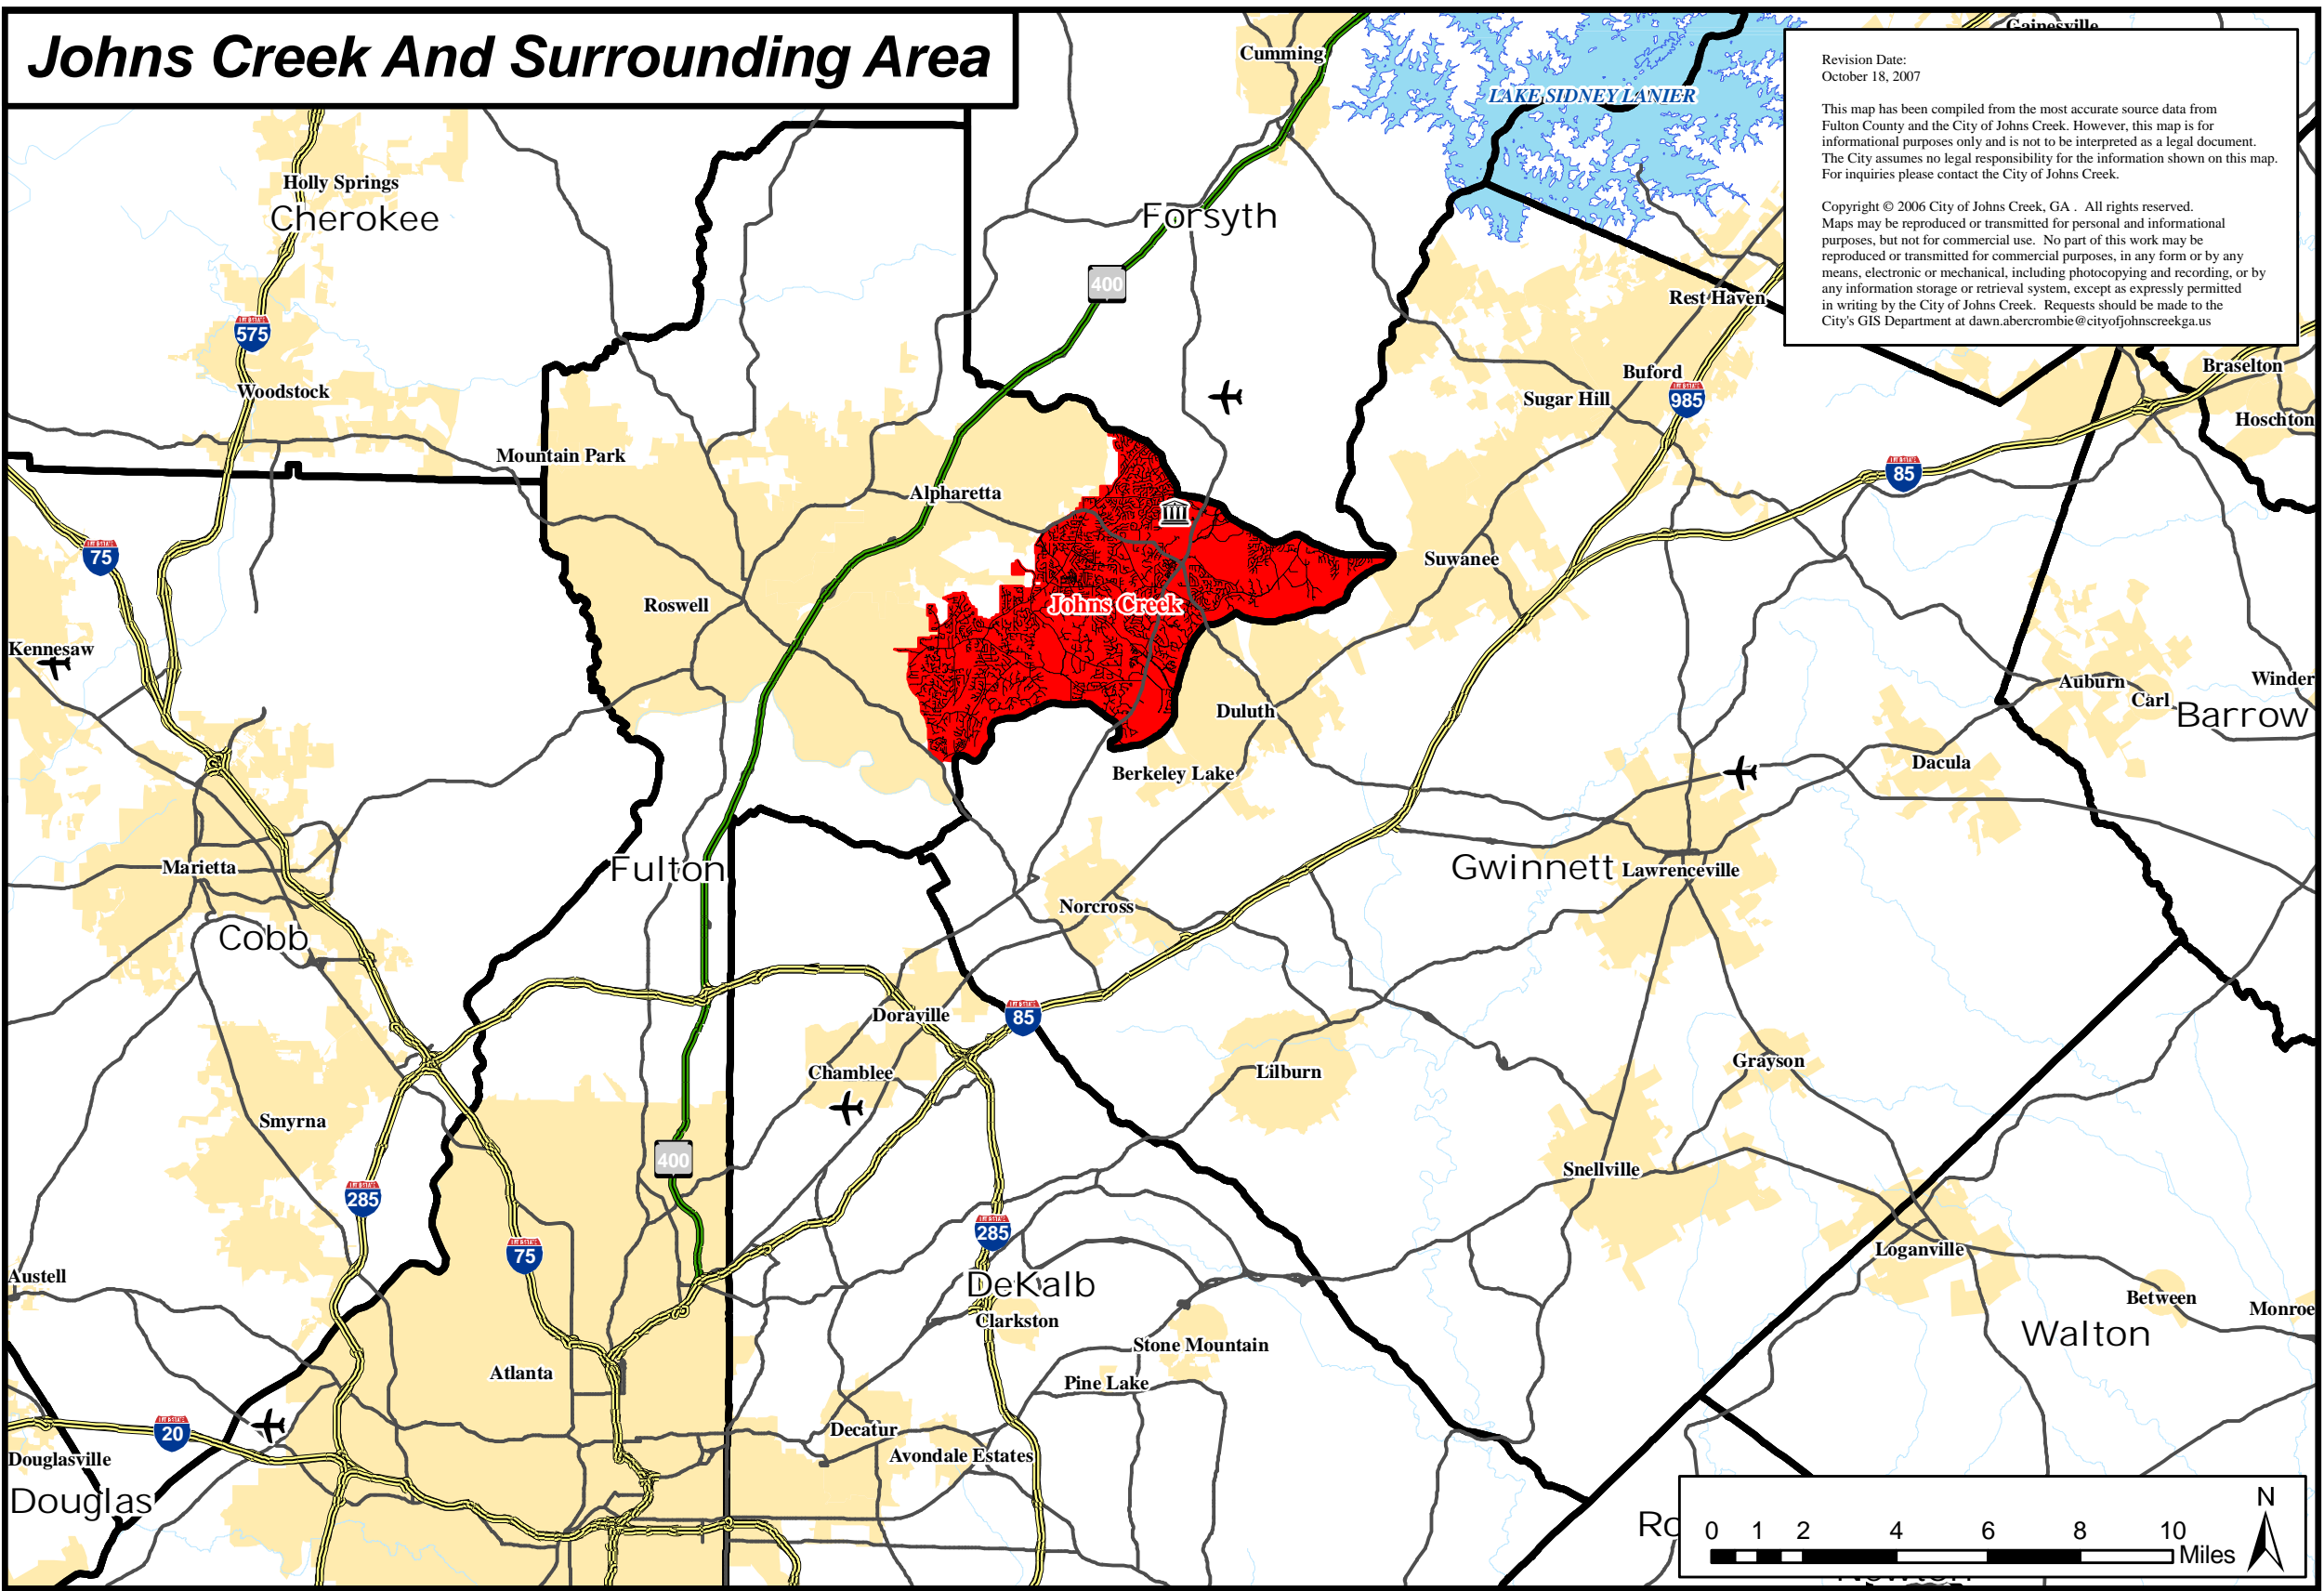 Johns Creek And Surrounding Area
Gainesville
Revision Date:
October 18, 2007
This map has been compiled from the most accurate source data from
Fulton County and the City of Johns Creek. However, this map is for
informational purposes only and is not to be interpreted as a legal document.
The City assumes no legal responsibility for the information shown on this map.
For inquiries please contact the City of Johns Creek.
Copyright © 2006 City of Johns Creek, GA . All rights reserved.
Maps may be reproduced or transmitted for personal and informational
purposes, but not for commercial use. No part of this work may be
reproduced or transmitted for commercial purposes, in any form or by any
means, electronic or mechanical, including photocopying and recording, or by
any information storage or retrieval system, except as expressly permitted
in writing by the City of Johns Creek. Requests should be made to the
City's GIS Department at dawn.abercrombie@cityofjohnscreekga.us
Cumming
LAKE SIDNEY LANIER
Holly Springs
Cherokee
Forsyth
400
Rest Haven
575
Woodstock
Buford
Sugar Hill
985
Braselton
Hoschton
Mountain Park
Alpharetta
85
75
Suwanee
Roswell
Johns Creek
Kennesaw
Auburn
Carl
Winder
Barrow
Duluth
Berkeley Lake
Dacula
Marietta
Fulton
Gwinnett
Lawrenceville
Norcross
Cobb
Doraville
85
Chamblee
Lilburn
Grayson
Smyrna
400
Snellville
285
75
285
Loganville
Austell
DeKalb
Clarkston
Between
Monroe
Walton
Stone Mountain
Atlanta
Pine Lake
20
Decatur
Avondale Estates
Douglasville
Douglas
Ro
N
0 1 2 4 6 8 10
Miles